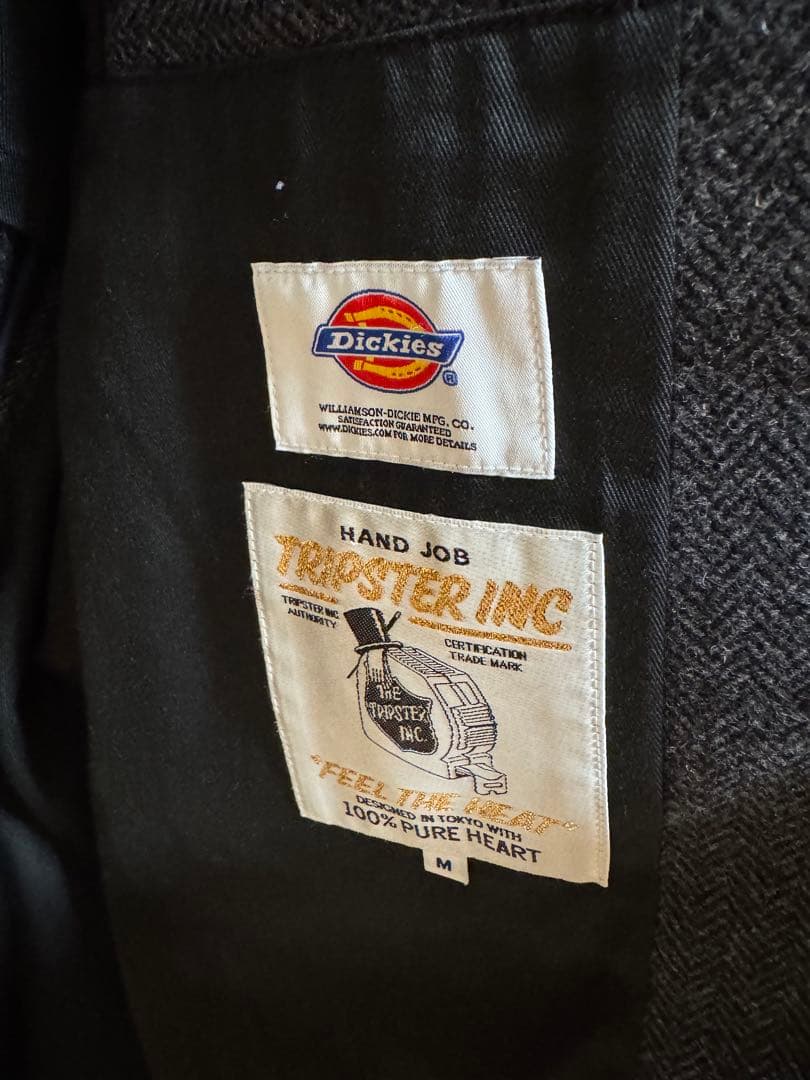 Dickies
®
WILLIAMSON-DICKIE MFG. CO.
SATISFACTION GUARANTEED
WWW.DICKIES.COM FOR MORE DETAILS
HAND JOB
TRIPSTER INC
TRIPSTER INC
AUTHORITY
CERTIFICATION
TRADE MARK
THE
TRIPSTER
INC.
"FEEL THE HEAT"
DESIGNED IN TOKYO WITH
100% PURE HEART
M